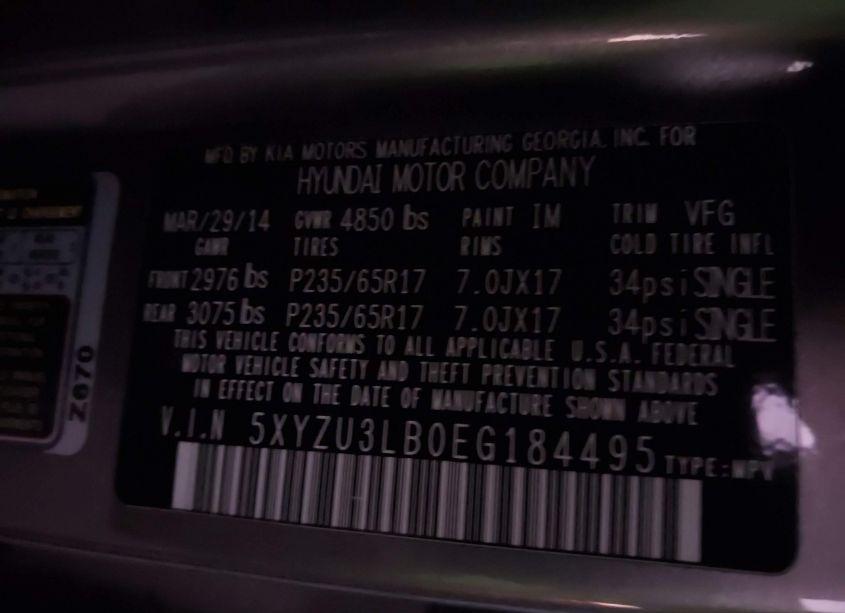 MFD BY KIA MOTORS MANUFACTURING GEORGIA, INC. FOR
HYUNDAI MOTOR COMPANY
MAR/29/14 GVWR 4850 lbs PAINT IM TRIM VFG
GAWR TIRES RIMS COLD TIRE INFL
FRONT 2976 lbs P235/65R17 7.0JX17 34psi SINGLE
REAR 3075 lbs P235/65R17 7.0JX17 34psi SINGLE
THIS VEHICLE CONFORMS TO ALL APPLICABLE U.S.A. FEDERAL
MOTOR VEHICLE SAFETY AND THEFT PREVENTION STANDARDS
IN EFFECT ON THE DATE OF MANUFACTURE SHOWN ABOVE
V.I.N 5XYZU3LB0EG184495 TYPE:MPV
Z070